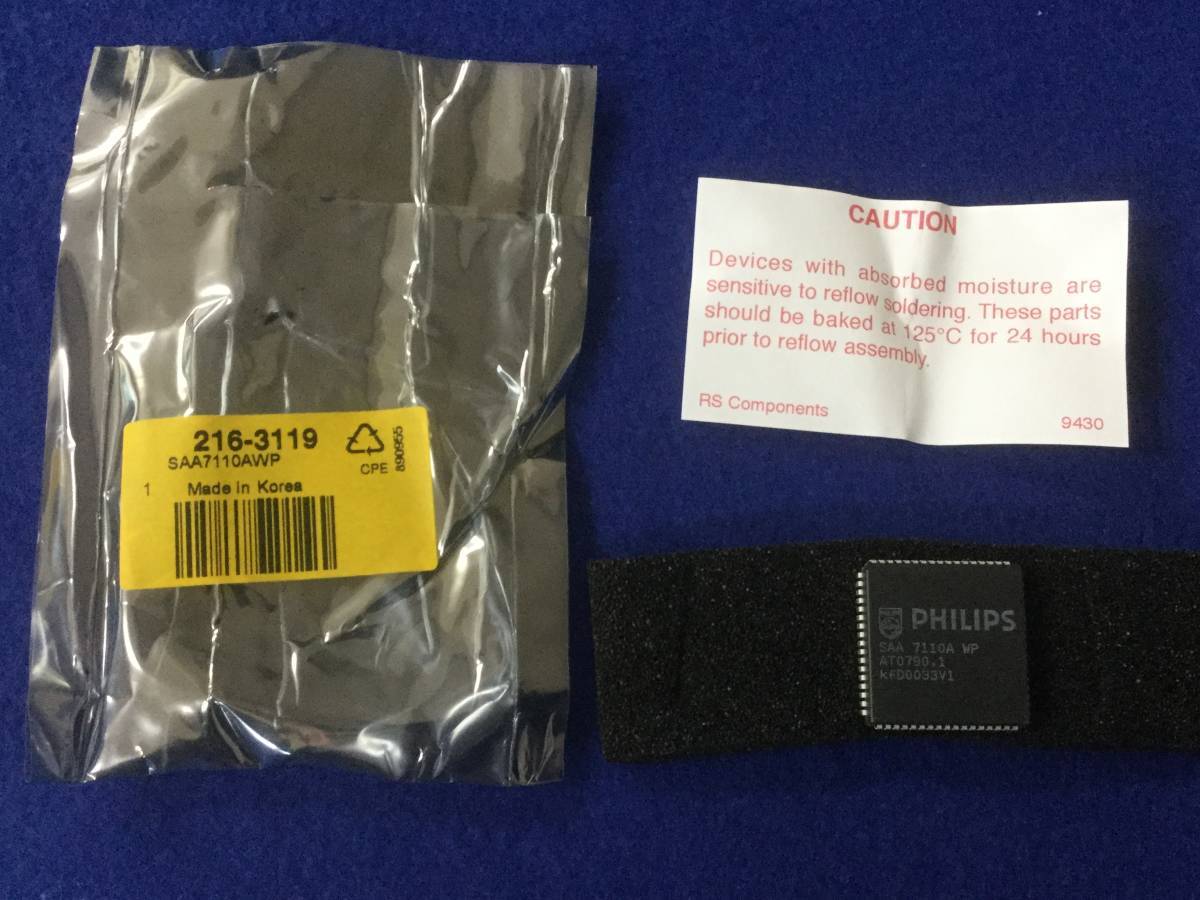 216-3119
SAA7110AWP
CPE
890955
1 Made in Korea
CAUTION
Devices with absorbed moisture are
sensitive to reflow soldering. These parts
should be baked at 125°C for 24 hours
prior to reflow assembly.
RS Components
9430
PHILIPS
SAA 7110A WP
AT0790.1
kfD0033V1